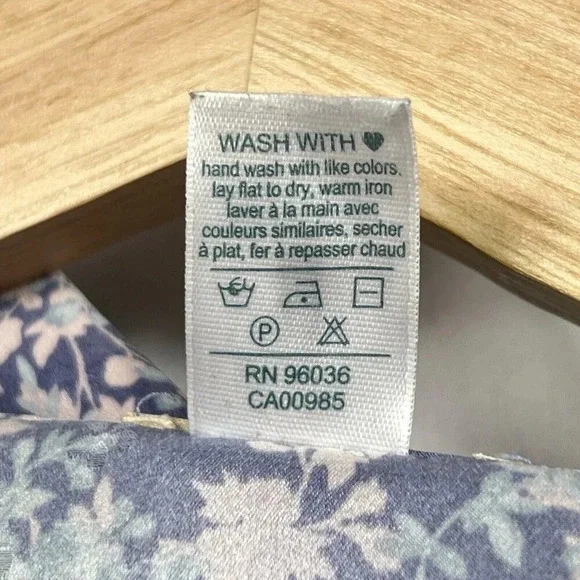 WASH WITH ♥
hand wash with like colors.
lay flat to dry, warm iron
laver à la main avec
couleurs similaires, secher
à plat, fer à repasser chaud
P
RN 96036
CA00985